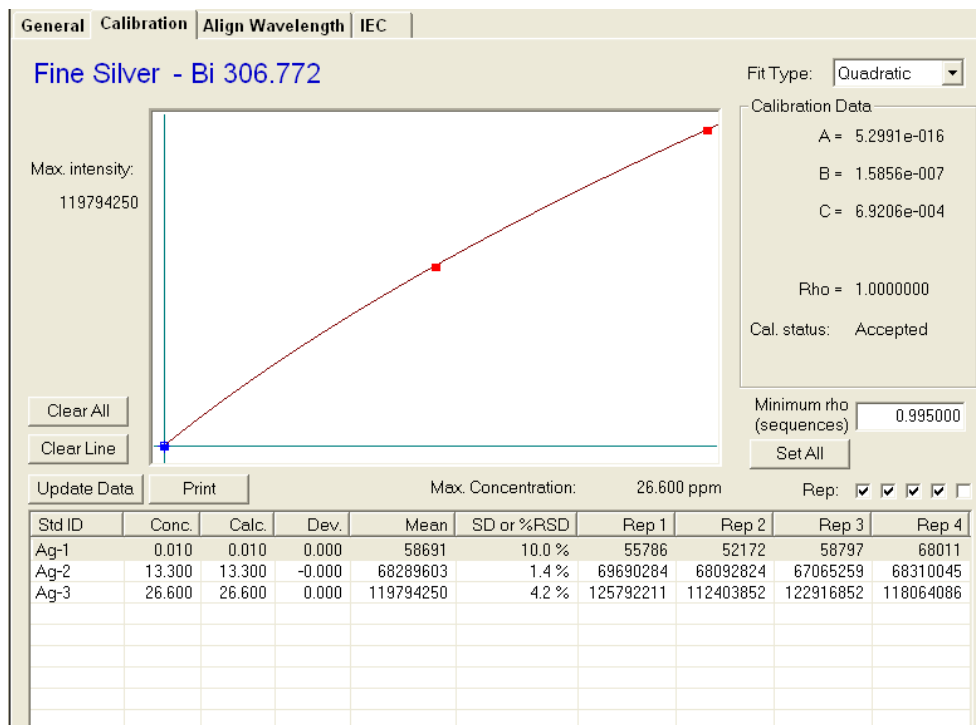 General Calibration Align Wavelength IEC
Fine Silver - Bi 306.772
Fit Type: Quadratic
Calibration Data
A = 5.2991e-016
Max. intensity:
B = 1.5856e-007
119794250
C = 6.9206e-004
Rho = 1.0000000
Cal. status: Accepted
Clear All
Minimum rho
(sequences) 0.995000
Clear Line
Set All
Update Data Print Max. Concentration: 26.600 ppm Rep:
Std ID Conc. Calc. Dev. Mean SD or %RSD Rep 1 Rep 2 Rep 3 Rep 4
Ag-1 0.010 0.010 0.000 58691 10.0 % 55786 52172 58797 68011
Ag-2 13.300 13.300 -0.000 68289603 1.4 % 69690284 68092824 67065259 68310045
Ag-3 26.600 26.600 0.000 119794250 4.2 % 125792211 112403852 122916852 118064086